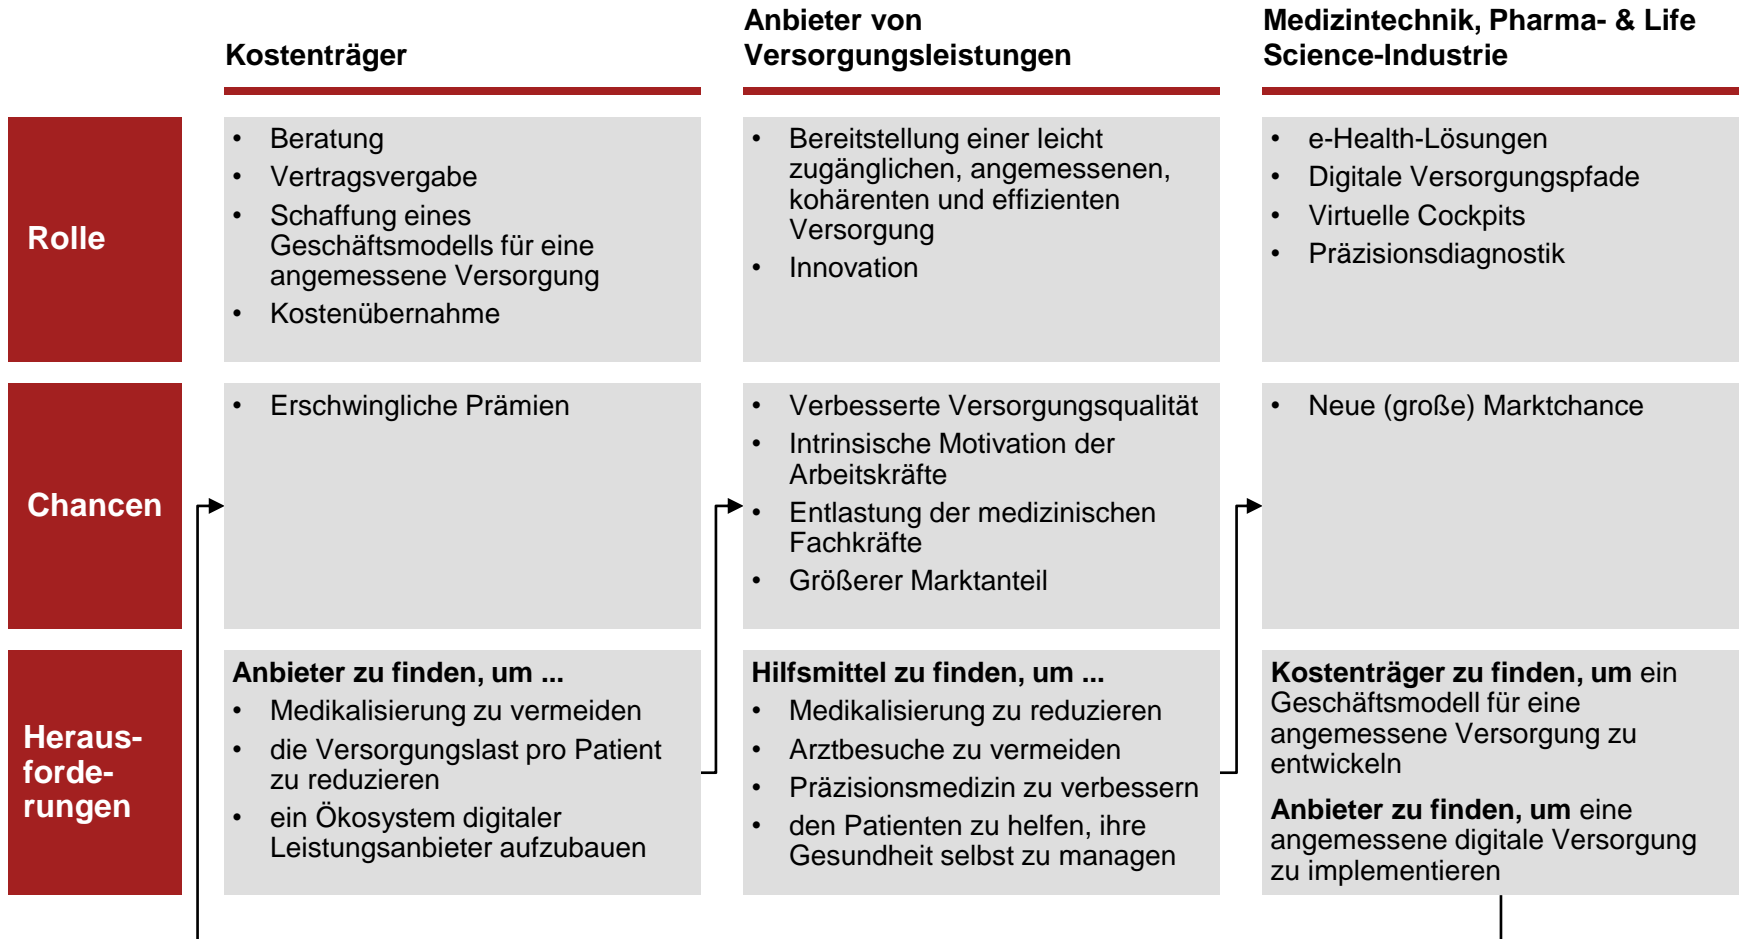 Kostenträger
Anbieter von
Versorgungsleistungen
Medizintechnik, Pharma- & Life
Science-Industrie
Rolle
• Beratung
• Vertragsvergabe
• Schaffung eines
Geschäftsmodells für eine
angemessene Versorgung
• Kostenübernahme
• Bereitstellung einer leicht
zugänglichen, angemessenen,
kohärenten und effizienten
Versorgung
• Innovation
• e-Health-Lösungen
• Digitale Versorgungspfade
• Virtuelle Cockpits
• Präzisionsdiagnostik
Chancen
• Erschwingliche Prämien
• Verbesserte Versorgungsqualität
• Intrinsische Motivation der
Arbeitskräfte
• Entlastung der medizinischen
Fachkräfte
• Größerer Marktanteil
• Neue (große) Marktchance
Heraus-
forde-
rungen
Anbieter zu finden, um ...
• Medikalisierung zu vermeiden
• die Versorgungslast pro Patient
zu reduzieren
• ein Ökosystem digitaler
Leistungsanbieter aufzubauen
Hilfsmittel zu finden, um ...
• Medikalisierung zu reduzieren
• Arztbesuche zu vermeiden
• Präzisionsmedizin zu verbessern
• den Patienten zu helfen, ihre
Gesundheit selbst zu managen
Kostenträger zu finden, um ein
Geschäftsmodell für eine
angemessene Versorgung zu
entwickeln
Anbieter zu finden, um eine
angemessene digitale Versorgung
zu implementieren